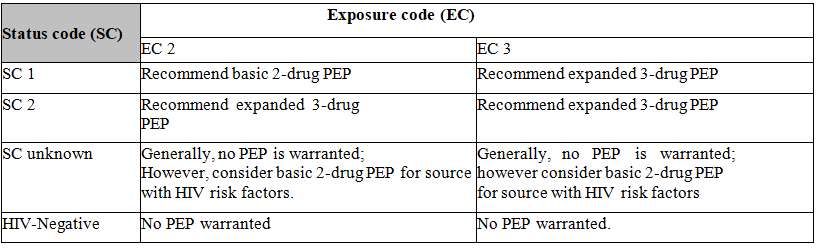 Status code (SC)
Exposure code (EC)
EC 2
EC 3
SC 1
Recommend basic 2-drug PEP
Recommend expanded 3-drug PEP
SC 2
Recommend expanded 3-drug
PEP
Recommend expanded 3-drug PEP
SC unknown
Generally, no PEP is warranted;
However, consider basic 2-drug PEP for source
with HIV risk factors.
Generally, no PEP is warranted;
however consider basic 2-drug PEP
for source with HIV risk factors
HIV-Negative
No PEP warranted
No PEP warranted.